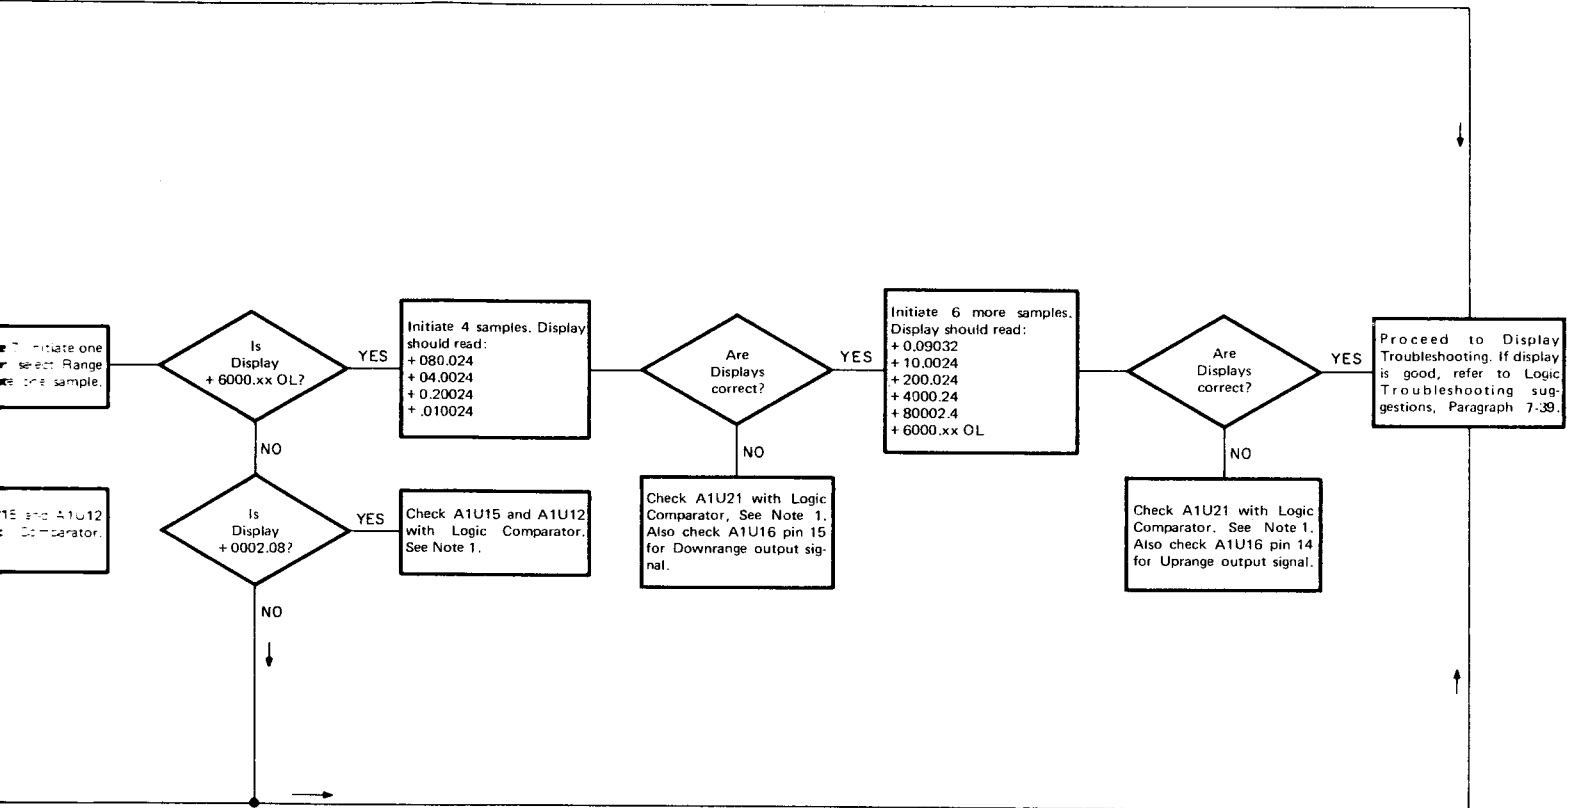 initiate one
select Range
one sample.
and A1U12
Comparator.
Is
Display
+ 6000.xx OL?
YES
NO
Is
Display
+ 0002.08?
YES
NO
Initiate 4 samples. Display
should read:
+ 080.024
+ 04.0024
+ 0.20024
+ .010024
Check A1U15 and A1U12
with Logic Comparator.
See Note 1.
Are
Displays
correct?
YES
NO
Check A1U21 with Logic
Comparator, See Note 1.
Also check A1U16 pin 15
for Downrange output sig-
nal.
Initiate 6 more samples.
Display should read:
+ 0.09032
+ 10.0024
+ 200.024
+ 4000.24
+ 80002.4
+ 6000.xx OL
Are
Displays
correct?
YES
NO
Check A1U21 with Logic
Comparator. See Note 1.
Also check A1U16 pin 14
for Uprange output signal.
Proceed to Display
Troubleshooting. If display
is good, refer to Logic
Troubleshooting sug-
gestions, Paragraph 7-39.